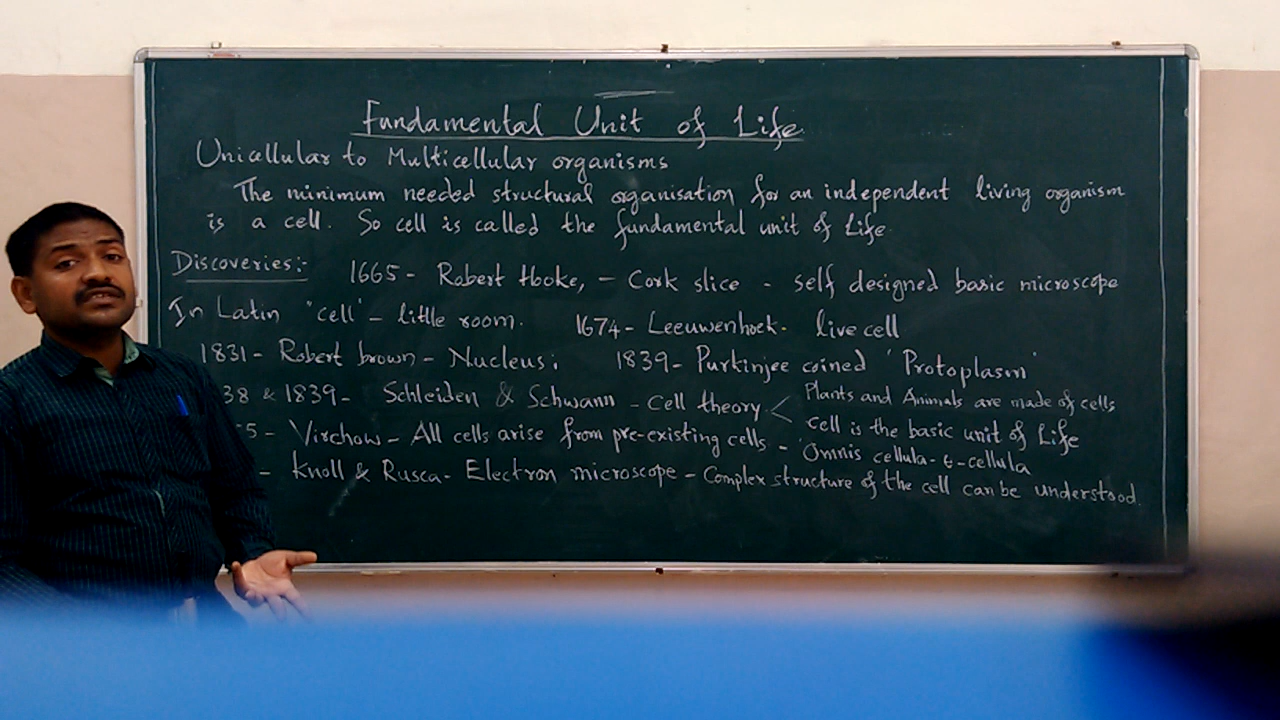 Fundamental Unit of Life
Unicellular to Multicellular organisms
The minimum needed structural organisation for an independent living organism
is a cell. So cell is called the fundamental unit of Life
Discoveries:- 1665 - Robert Hooke, - Cork slice - self designed basic microscope
In Latin "cell" - little room. 1674 - Leeuwenhoek - live cell
1831 - Robert brown - Nucleus; 1839 - Purkinjee coined 'Protoplasm'
38 & 1839 - Schleiden & Schwann - Cell theory < Plants and Animals are made of cells
Cell is the basic unit of Life
5 - Virchow - All cells arise from pre-existing cells - 'Omnis cellula - e - cellula
- Knoll & Rusca - Electron microscope - Complex structure of the cell can be understood.